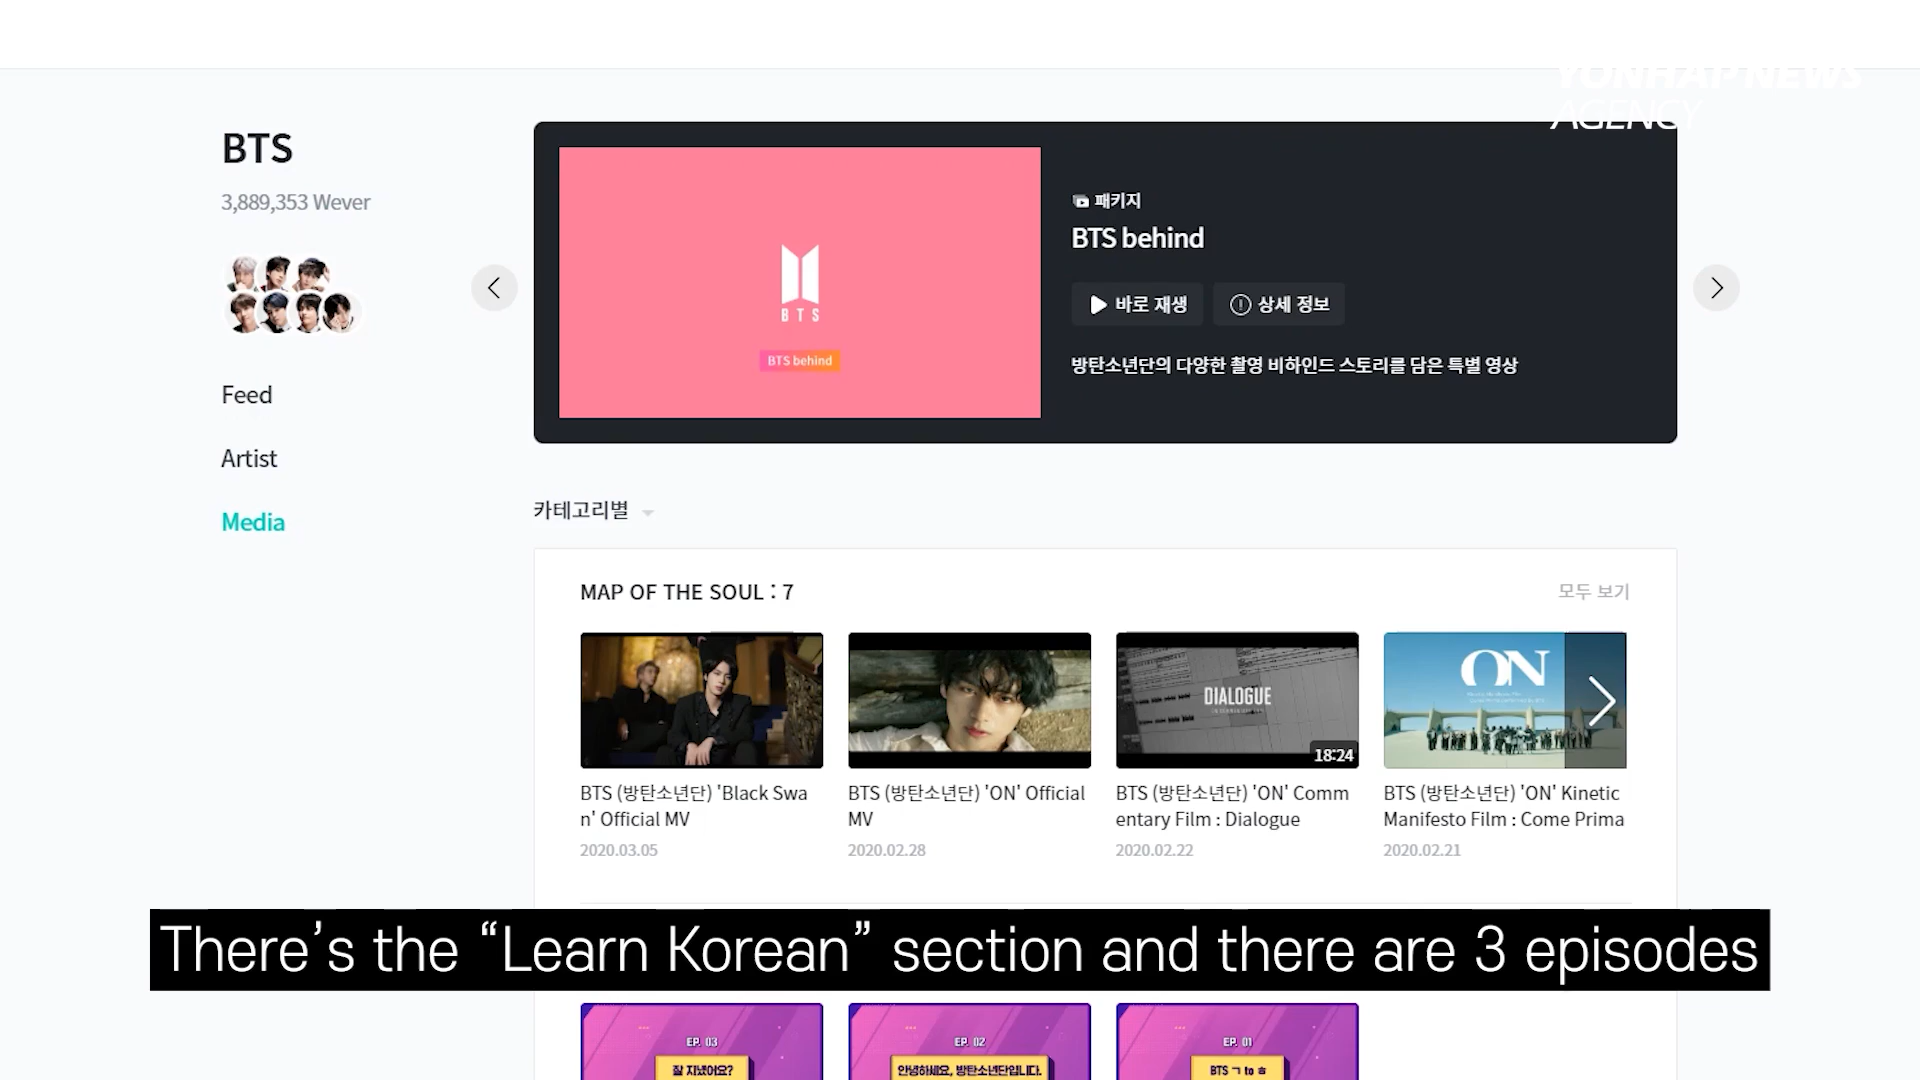 YONHAP NEWS
AGENCY
BTS
3,889,353 Wever
Feed
Artist
Media
BTS
BTS behind
패키지
BTS behind
바로 재생
상세 정보
방탄소년단의 다양한 촬영 비하인드 스토리를 담은 특별 영상
카테고리별
MAP OF THE SOUL : 7
모두 보기
DIALOGUE
18:24
ON
BTS (방탄소년단) 'Black Swa
n' Official MV
2020.03.05
BTS (방탄소년단) 'ON' Official
MV
2020.02.28
BTS (방탄소년단) 'ON' Comm
entary Film : Dialogue
2020.02.22
BTS (방탄소년단) 'ON' Kinetic
Manifesto Film : Come Prima
2020.02.21
There's the “Learn Korean” section and there are 3 episodes
EP. 03
잘 지냈어요?
EP. 02
안녕하세요, 방탄소년단입니다.
EP. 01
BTS ㄱ to ㅎ